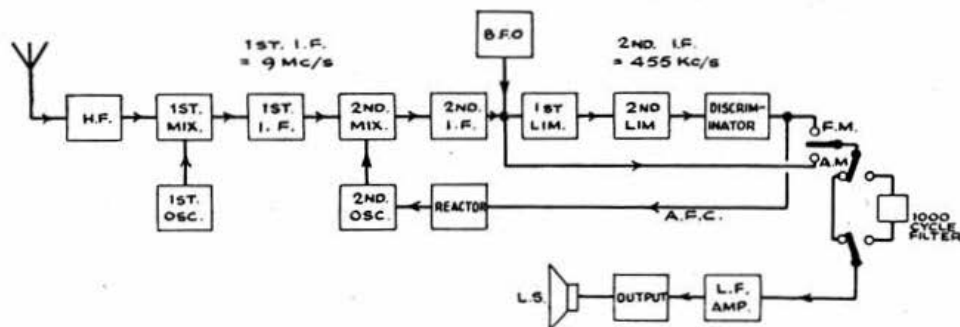 1ST. I.F.
= 9 Mc/s
B.F.O
2ND. I.F.
= 455 Kc/s
H.F.
1ST.
MIX.
1ST.
I.F.
2ND.
MIX.
2ND.
I.F.
1ST
LIM.
2ND
LIM
DISCRIM-
INATOR
F.M.
A.M.
1ST.
OSC.
2ND.
OSC.
REACTOR
A.F.C.
1000
CYCLE
FILTER
L.S.
OUTPUT
L.F.
AMP.